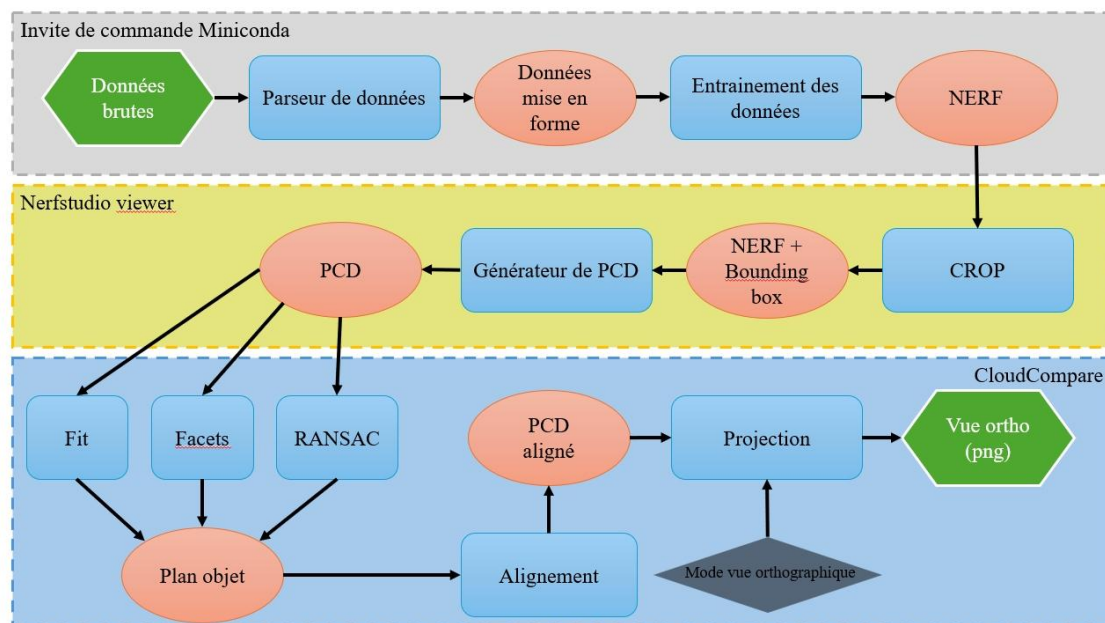 Invite de commande Miniconda
Données
brutes
Parseur de données
Données
mise en
forme
Entrainement des
données
NERF
Nerfstudio viewer
PCD
Générateur de PCD
NERF +
Bounding
box
CROP
CloudCompare
Fit
Facets
RANSAC
PCD
aligné
Projection
Vue ortho
(png)
Plan objet
Alignement
Mode vue orthographique